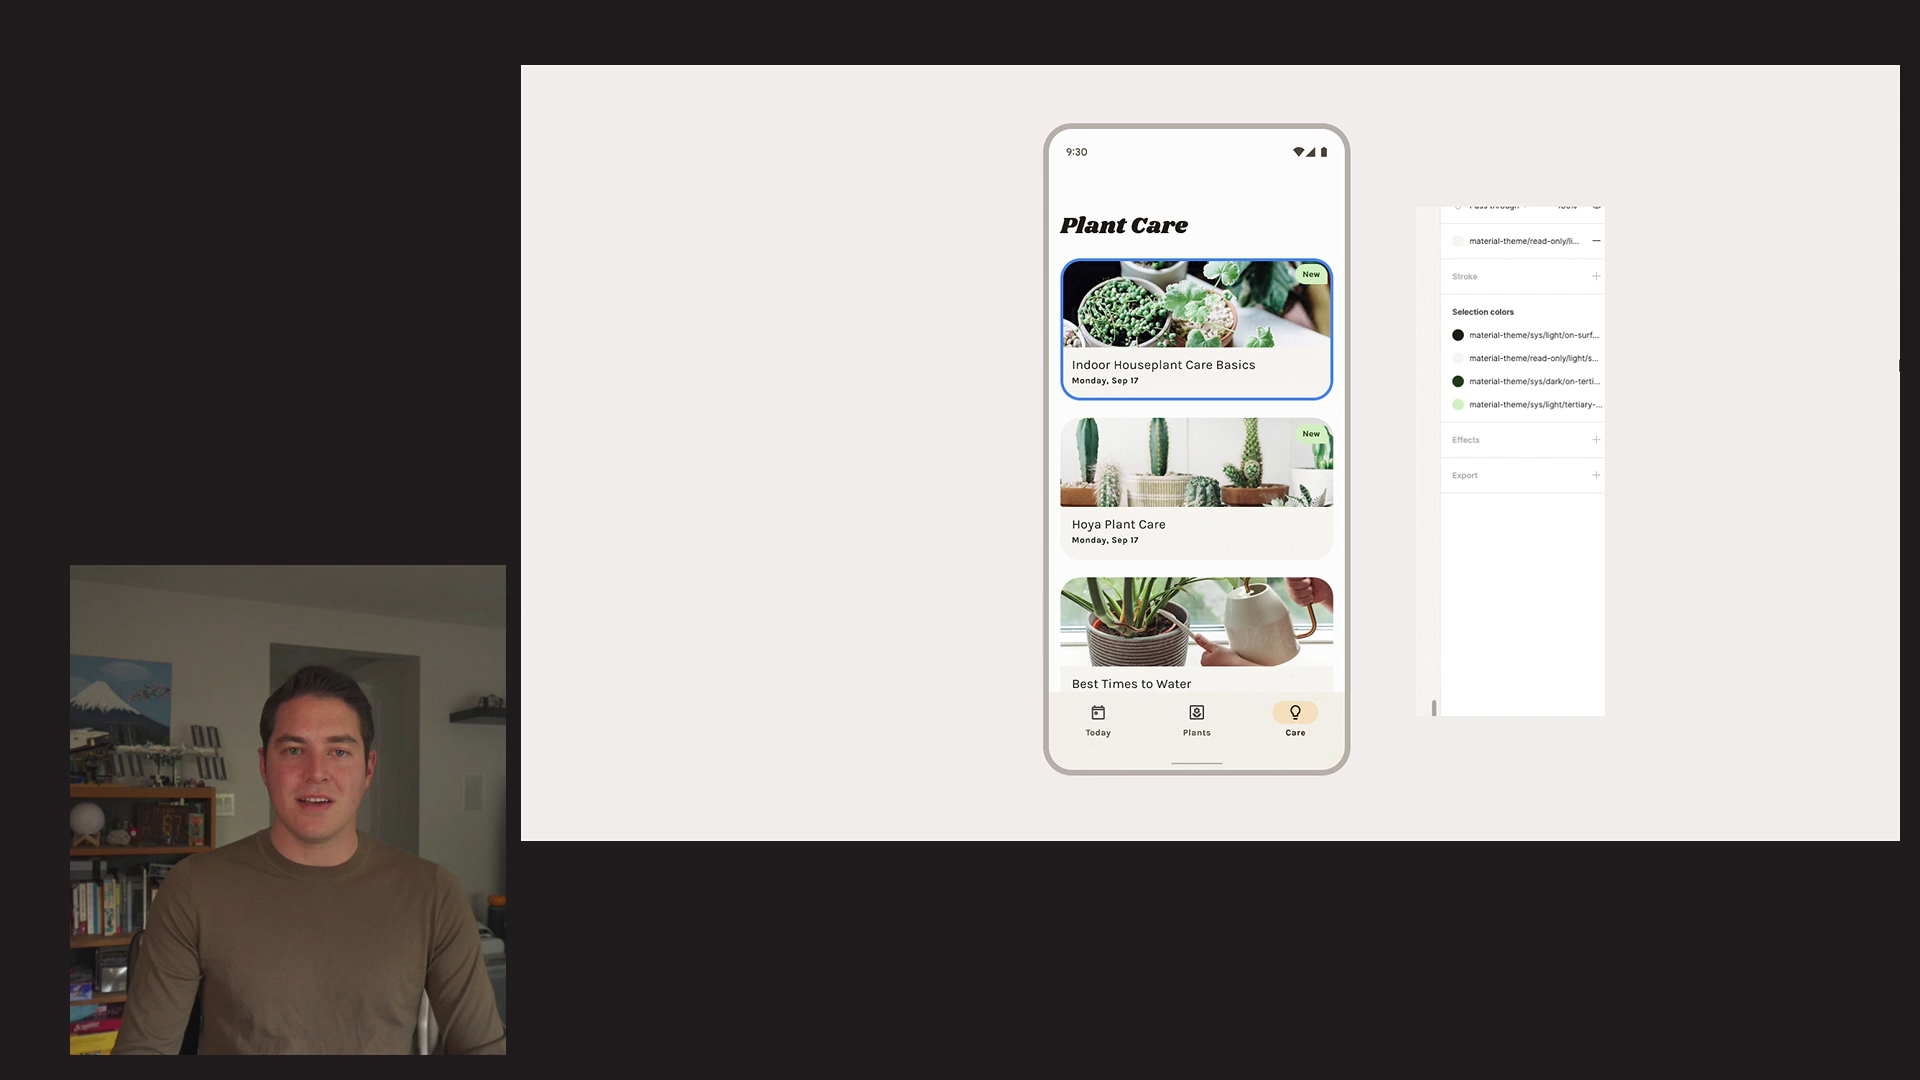 9:30
Plant Care
New
Indoor Houseplant Care Basics
Monday, Sep 17
New
Hoya Plant Care
Monday, Sep 17
Best Times to Water
Today
Plants
Care
material-theme/read-only/li...
Stroke
Selection colors
material-theme/sys/light/on-surf...
material-theme/read-only/light/s...
material-theme/sys/dark/on-terti...
material-theme/sys/light/tertiary-...
Effects
Export